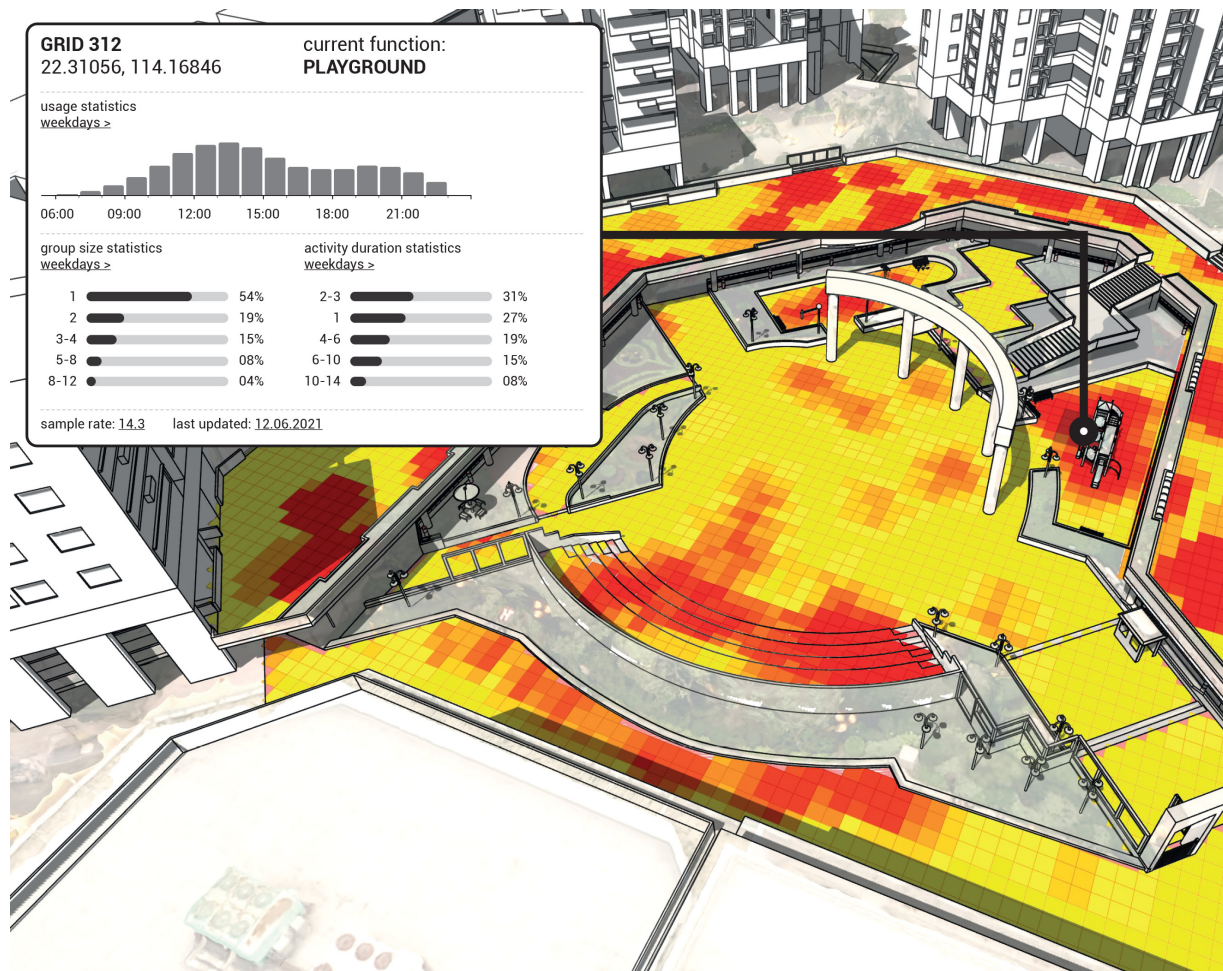 GRID 312
22.31056, 114.16846
current function:
PLAYGROUND
usage statistics
weekdays >
06:00 09:00 12:00 15:00 18:00 21:00
group size statistics
weekdays >
1 54%
2 19%
3-4 15%
5-8 08%
8-12 04%
activity duration statistics
weekdays >
2-3 31%
1 27%
4-6 19%
6-10 15%
10-14 08%
sample rate: 14.3 last updated: 12.06.2021